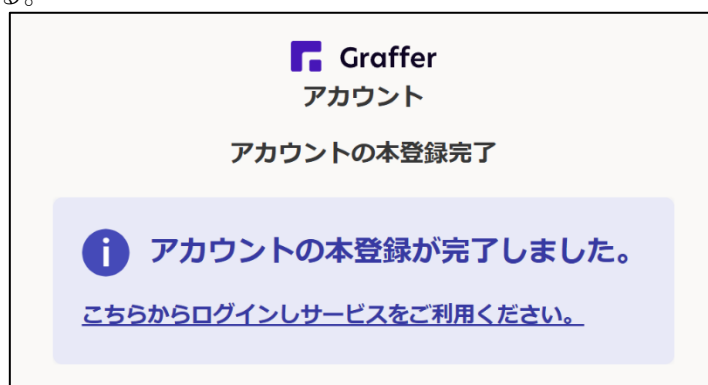 す。
Graffer
アカウント
アカウントの本登録完了
アカウントの本登録が完了しました。
こちらからログインしサービスをご利用ください。